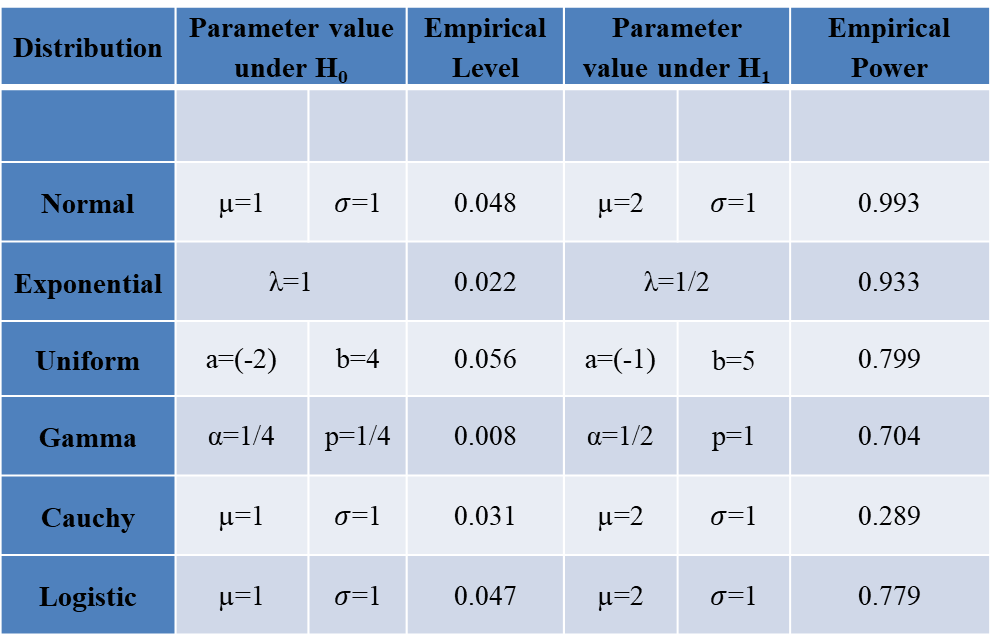 Distribution Parameter value under H₀ Empirical Level Parameter value under H₁ Empirical Power
Normal μ=1 σ=1 0.048 μ=2 σ=1 0.993
Exponential λ=1 0.022 λ=1/2 0.933
Uniform a=(-2) b=4 0.056 a=(-1) b=5 0.799
Gamma α=1/4 p=1/4 0.008 α=1/2 p=1 0.704
Cauchy μ=1 σ=1 0.031 μ=2 σ=1 0.289
Logistic μ=1 σ=1 0.047 μ=2 σ=1 0.779